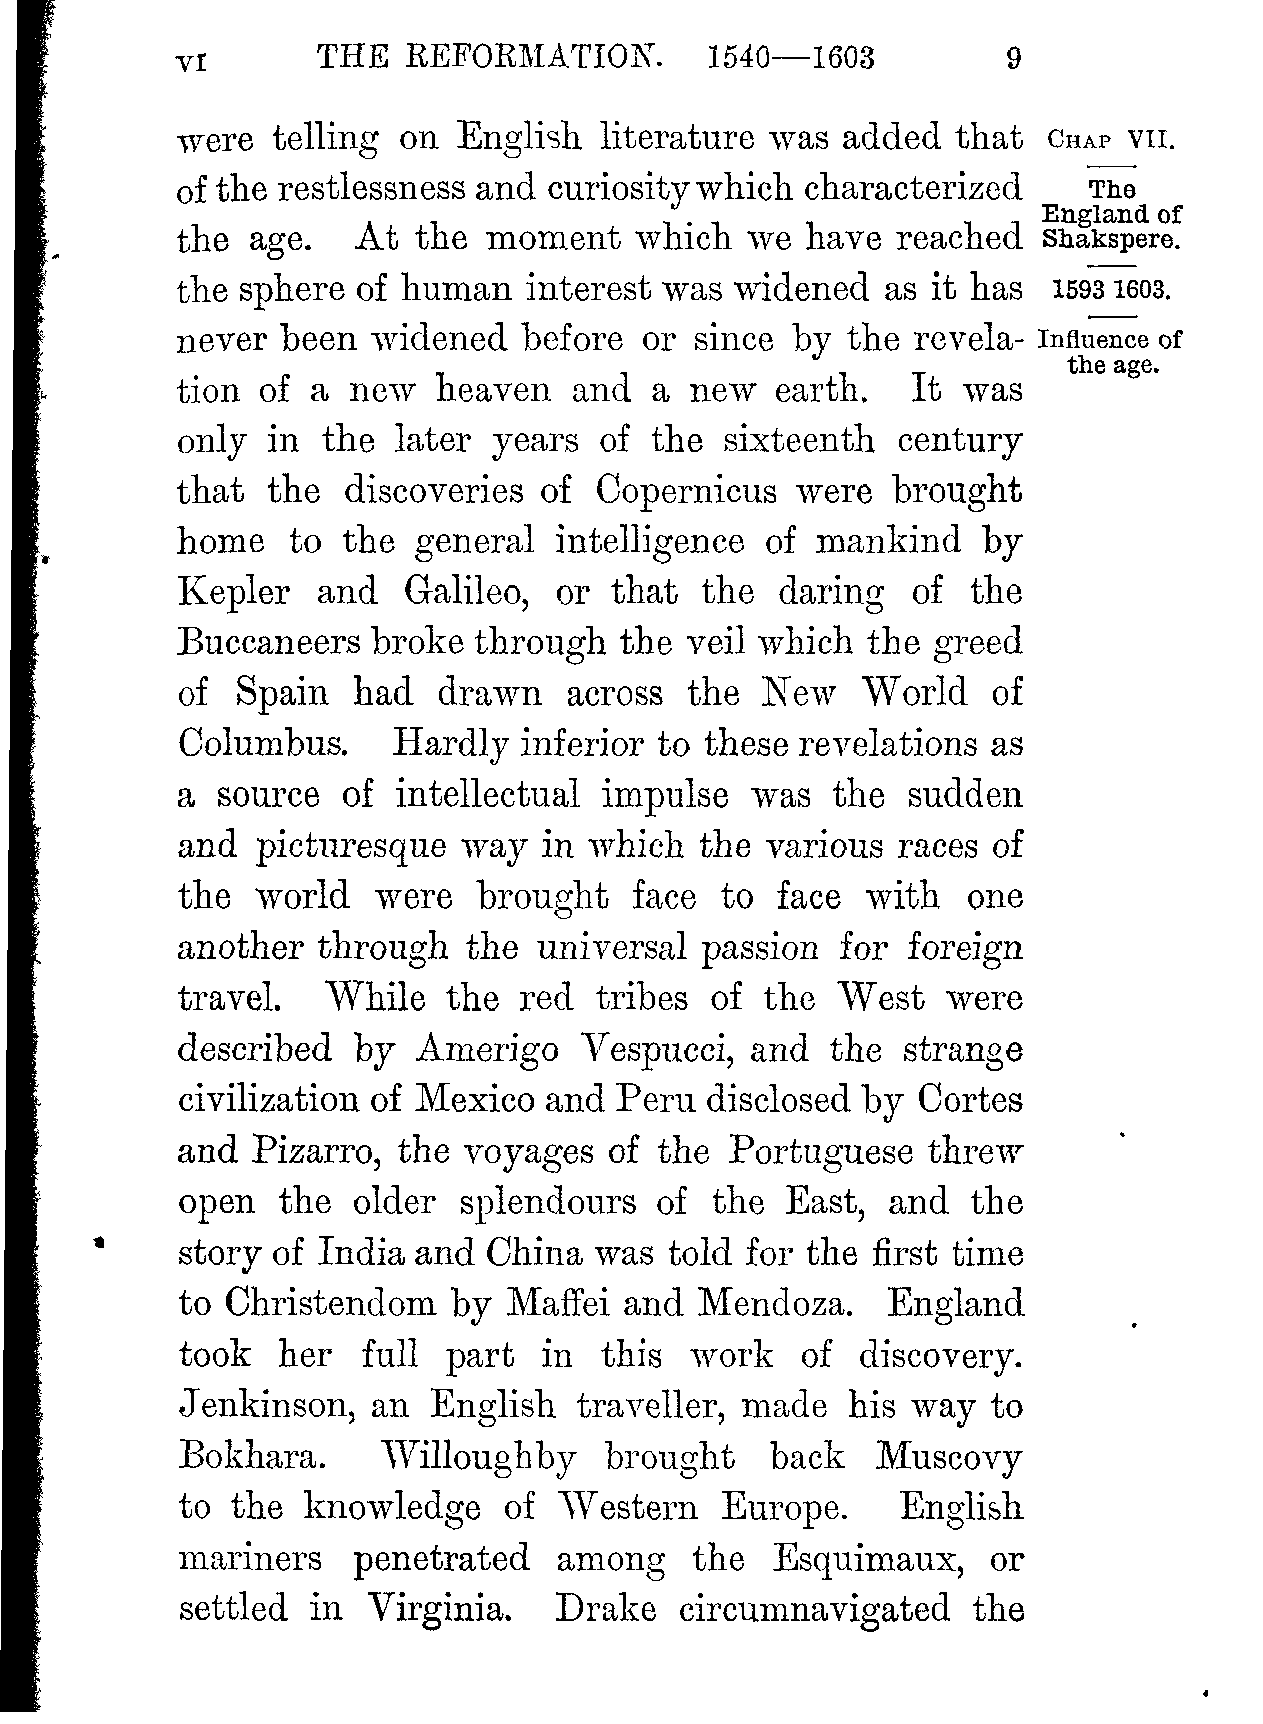 VI THE REFORMATION. 1540—1603 9
were telling on English literature was added that
of the restlessness and curiosity which characterized
the age. At the moment which we have reached
the sphere of human interest was widened as it has
never been widened before or since by the revela-
tion of a new heaven and a new earth. It was
only in the later years of the sixteenth century
that the discoveries of Copernicus were brought
home to the general intelligence of mankind by
Kepler and Galileo, or that the daring of the
Buccaneers broke through the veil which the greed
of Spain had drawn across the New World of
Columbus. Hardly inferior to these revelations as
a source of intellectual impulse was the sudden
and picturesque way in which the various races of
the world were brought face to face with one
another through the universal passion for foreign
travel. While the red tribes of the West were
described by Amerigo Vespucci, and the strange
civilization of Mexico and Peru disclosed by Cortes
and Pizarro, the voyages of the Portuguese threw
open the older splendours of the East, and the
story of India and China was told for the first time
to Christendom by Maffei and Mendoza. England
took her full part in this work of discovery.
Jenkinson, an English traveller, made his way to
Bokhara. Willoughby brought back Muscovy
to the knowledge of Western Europe. English
mariners penetrated among the Esquimaux, or
settled in Virginia. Drake circumnavigated the
CHAP VII.
The
England of
Shakspere.
1593 1603.
Influence of
the age.